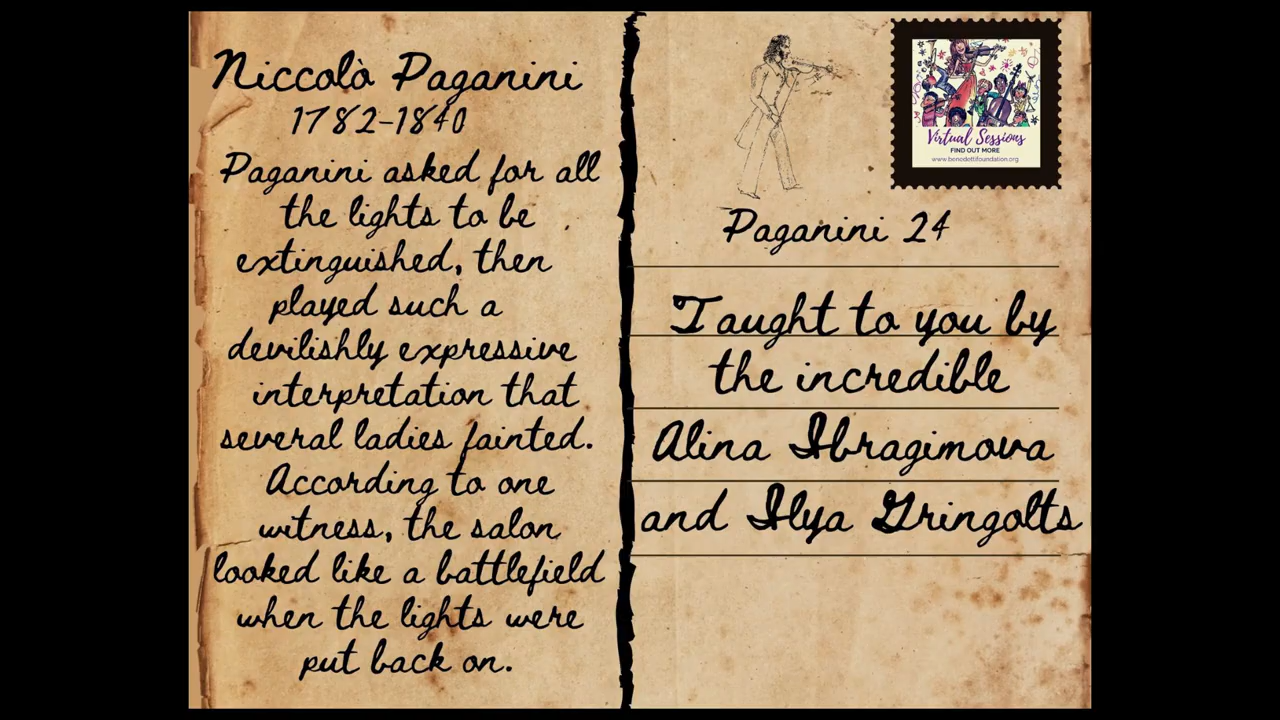 Niccolò Paganini
1782-1840
Paganini asked for all
the lights to be
extinguished, then
played such a
devilishly expressive
interpretation that
several ladies fainted.
According to one
witness, the salon
looked like a battlefield
when the lights were
put back on.
Virtual Sessions
FIND OUT MORE
www.benedettifoundation.org
Paganini 24
Taught to you by
the incredible
Alina Ibragimova
and Ilya Gringolts